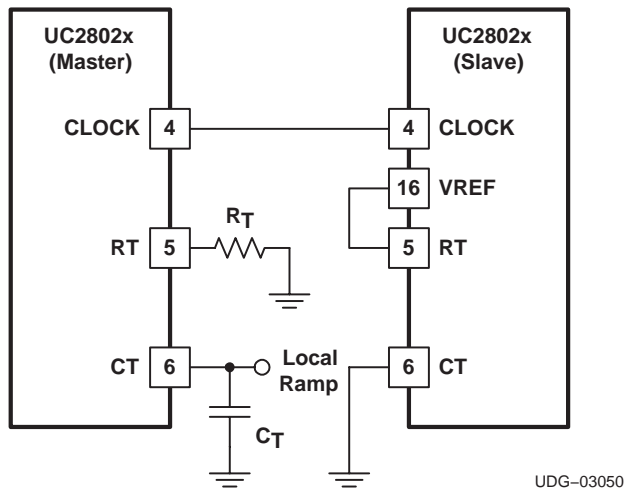 UC2802x
(Master)
UC2802x
(Slave)
CLOCK 4
4 CLOCK
16 VREF
RT
RT 5
5 RT
CT 6
Local
Ramp
6 CT
CT
UDG–03050